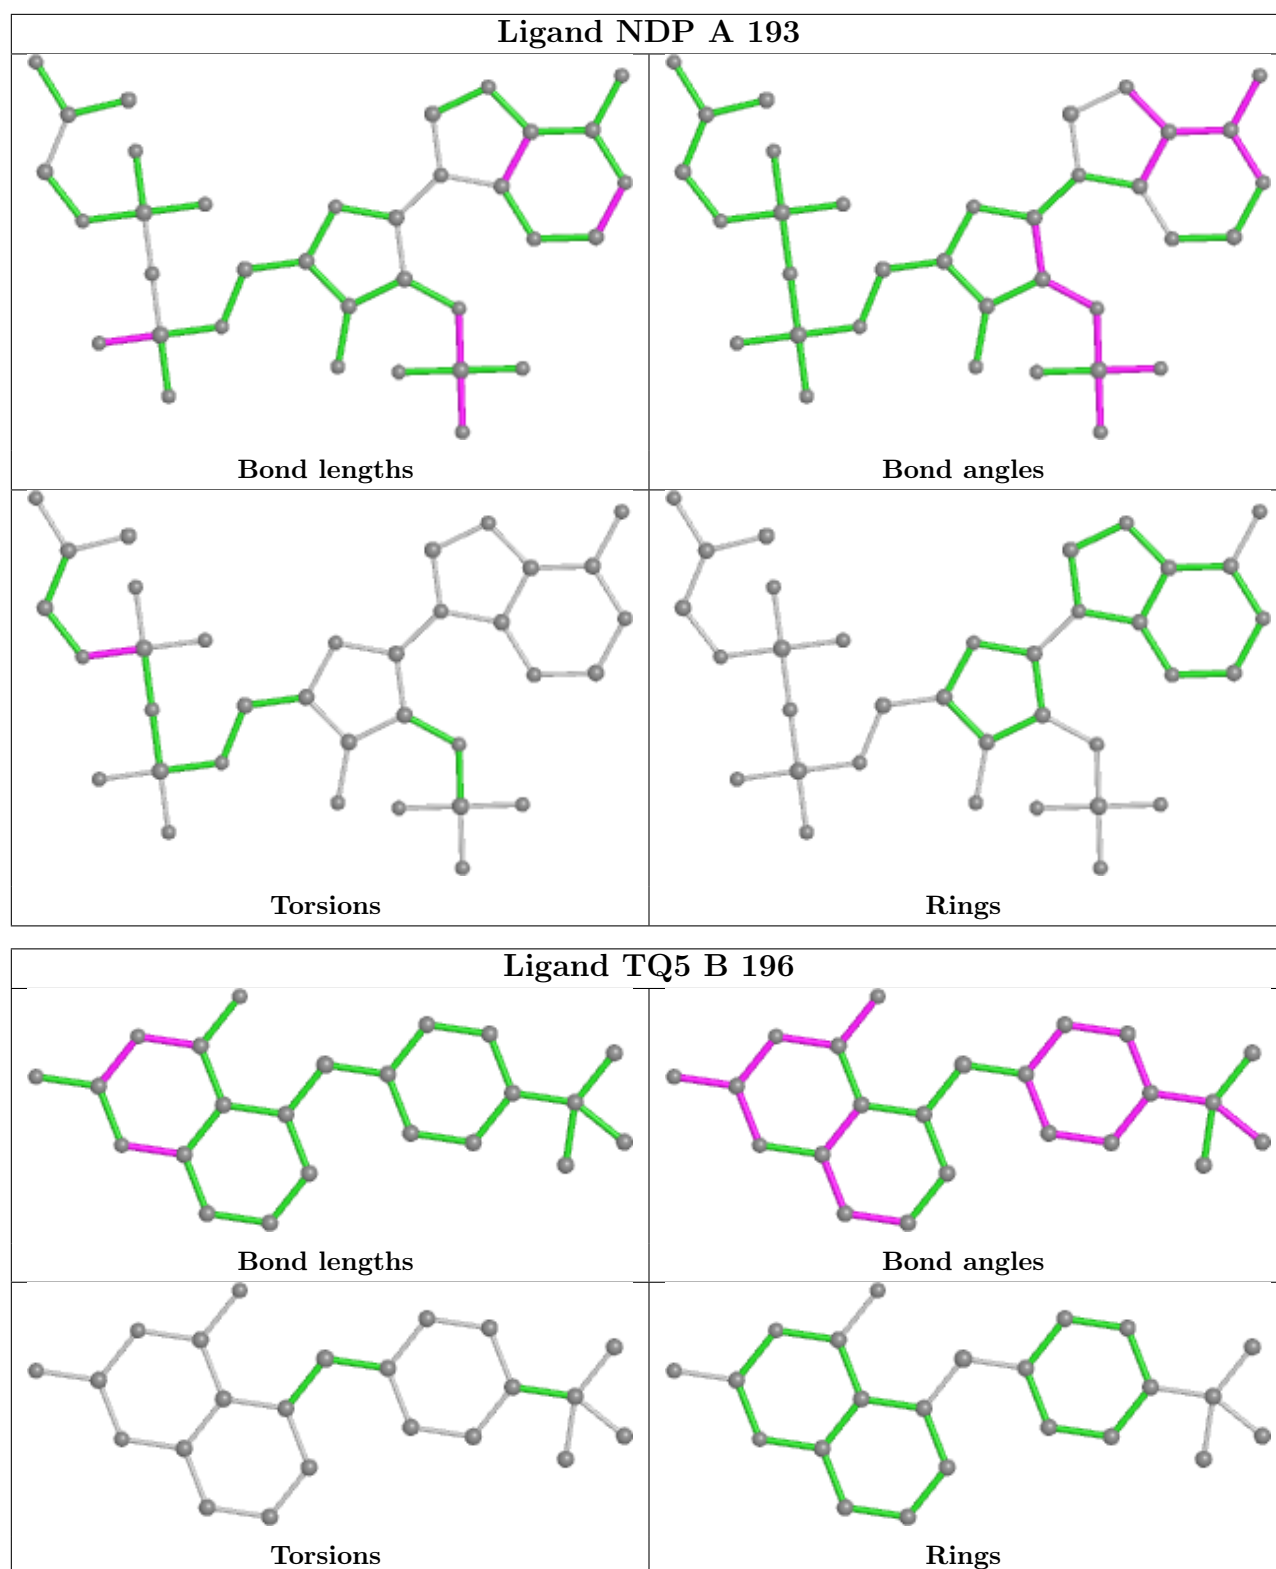 Ligand NDP A 193
Bond lengths
Bond angles
Torsions
Rings
Ligand TQ5 B 196
Bond lengths
Bond angles
Torsions
Rings